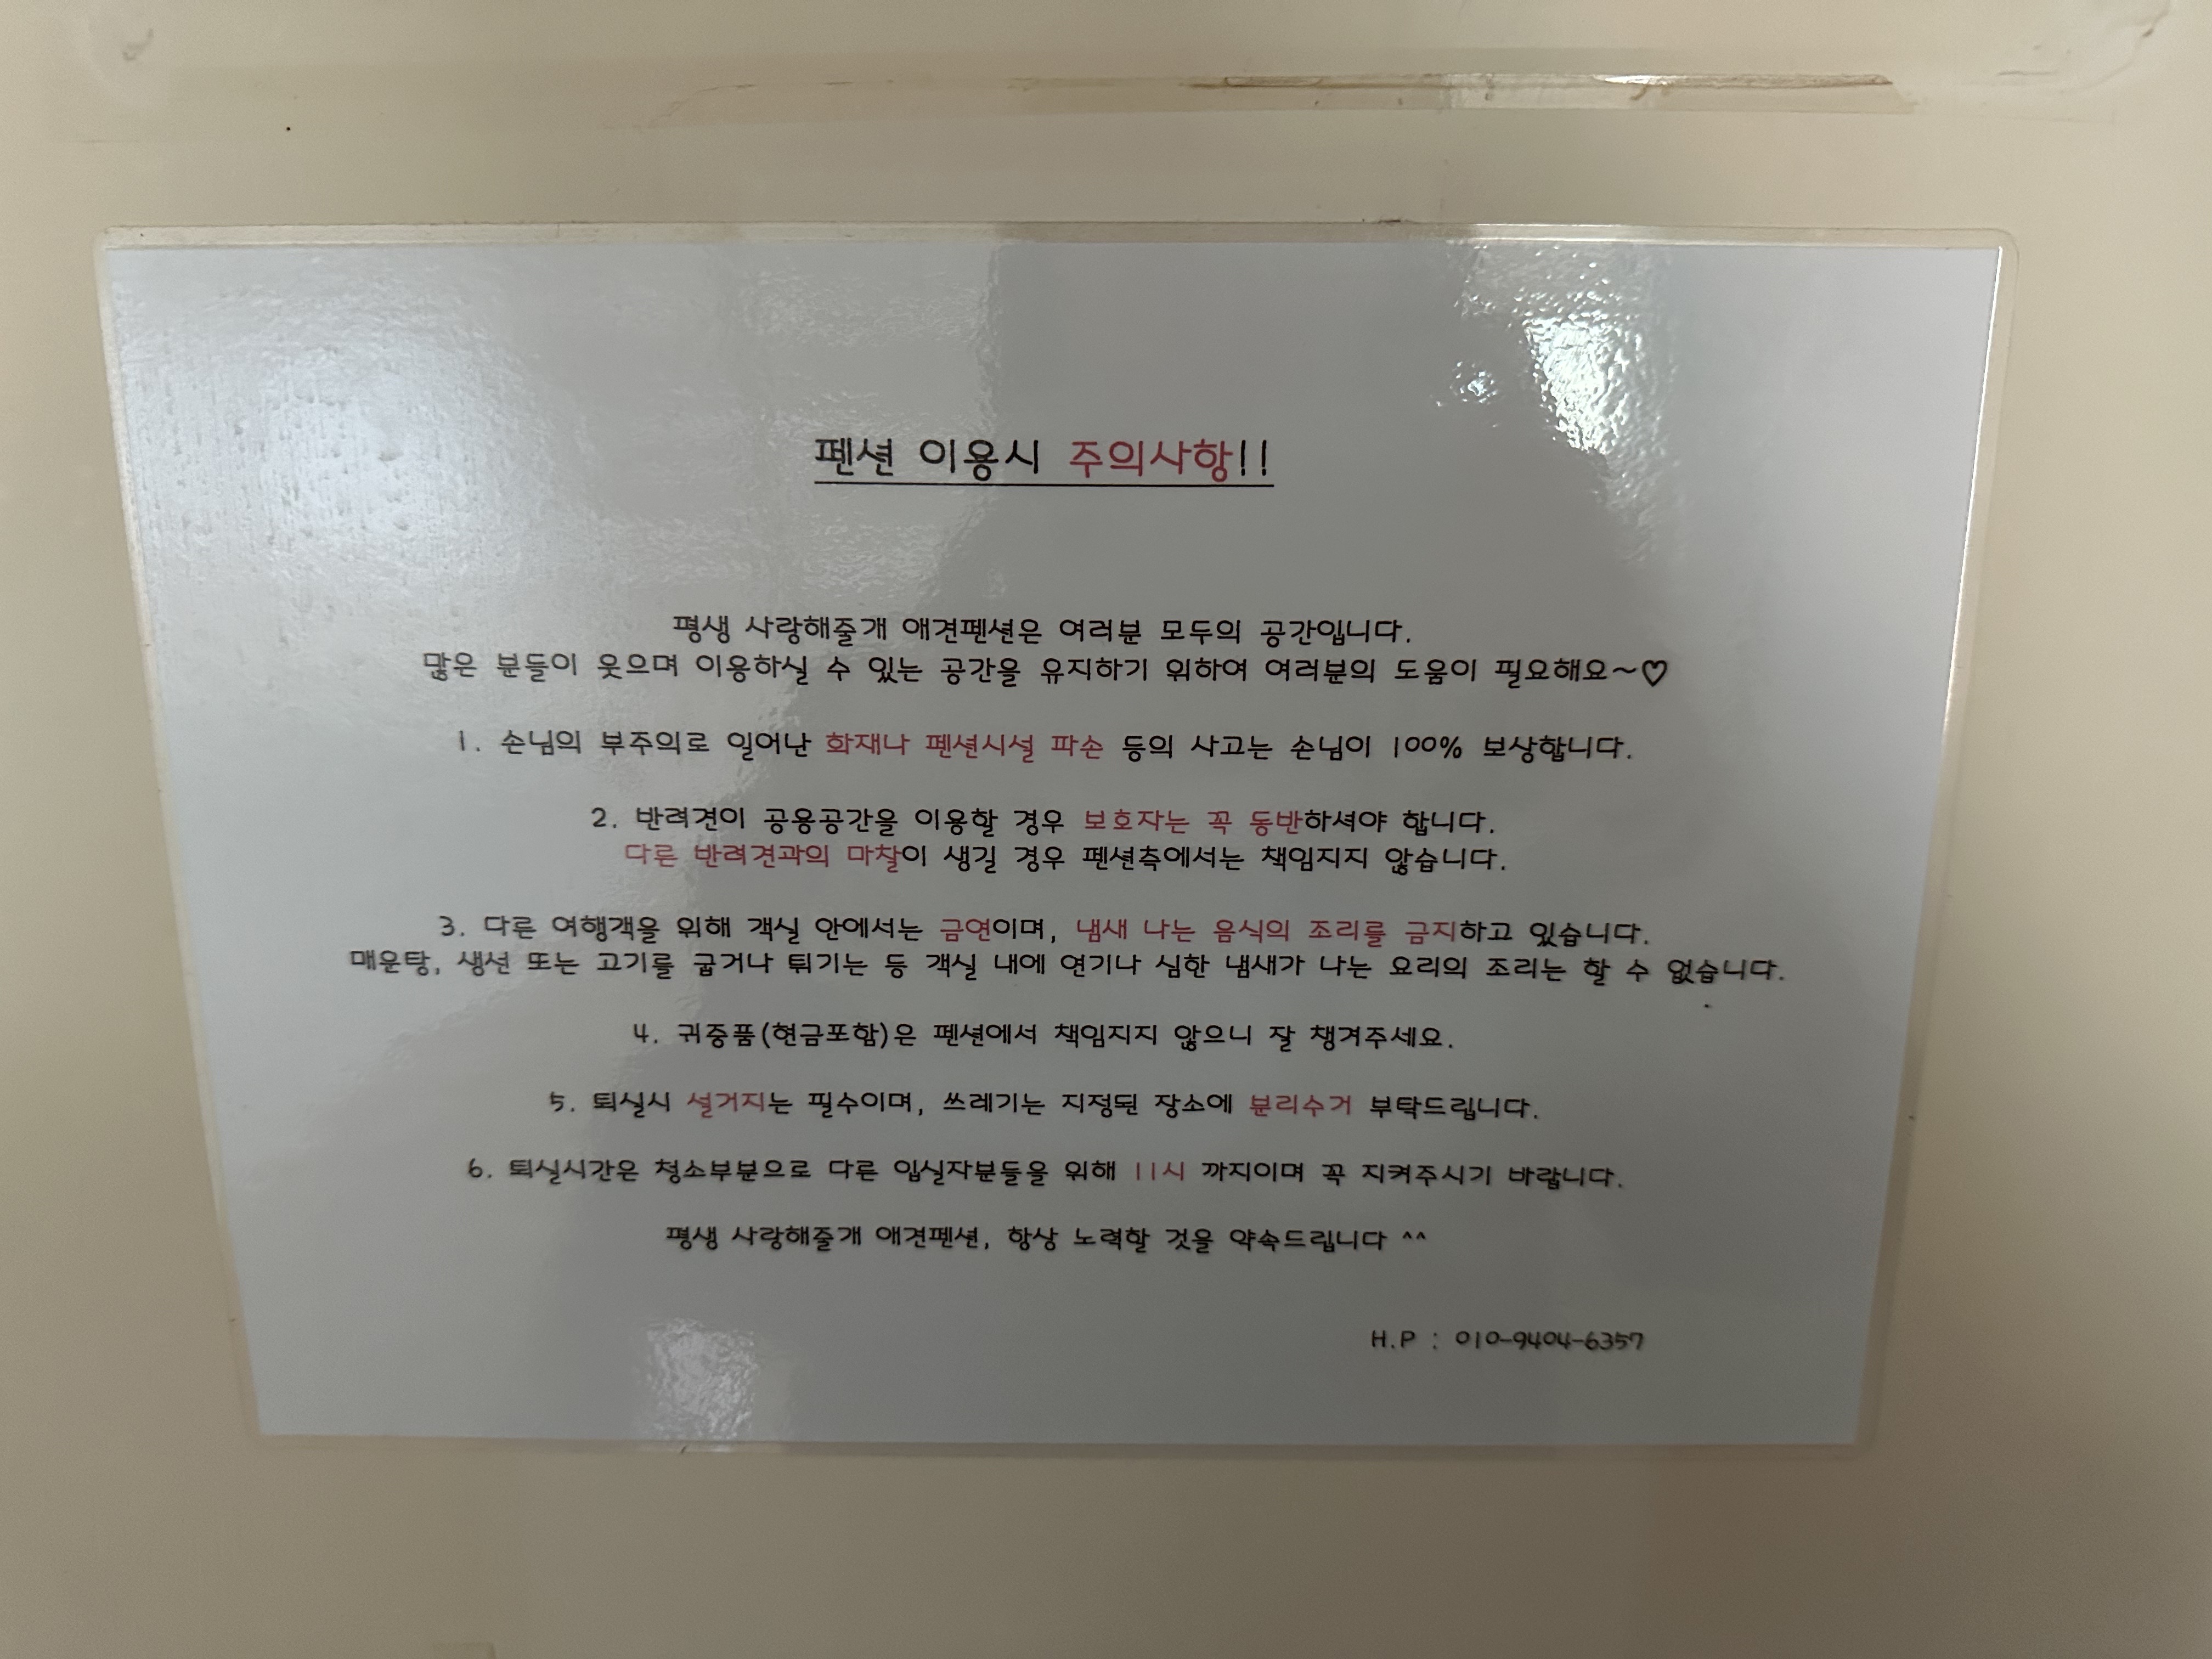 펜션 이용시 주의사항!!
평생 사랑해줄개 애견펜션은 여러분 모두의 공간입니다.
많은 분들이 웃으며 이용하실 수 있는 공간을 유지하기 위하여 여러분의 도움이 필요해요~♡
1. 손님의 부주의로 일어난 화재나 펜션시설 파손 등의 사고는 손님이 100% 보상합니다.
2. 반려견이 공용공간을 이용할 경우 보호자는 꼭 동반하셔야 합니다.
다른 반려견과의 마찰이 생길 경우 펜션측에서는 책임지지 않습니다.
3. 다른 여행객을 위해 객실 안에서는 금연이며, 냄새 나는 음식의 조리를 금지하고 있습니다.
매운탕, 생선 또는 고기를 굽거나 튀기는 등 객실 내에 연기나 심한 냄새가 나는 요리의 조리는 할 수 없습니다.
4. 귀중품(현금포함)은 펜션에서 책임지지 않으니 잘 챙겨주세요.
5. 퇴실시 설거지는 필수이며, 쓰레기는 지정된 장소에 분리수거 부탁드립니다.
6. 퇴실시간은 청소부분으로 다른 입실자분들을 위해 11시 까지이며 꼭 지켜주시기 바랍니다.
평생 사랑해줄개 애견펜션, 항상 노력할 것을 약속드립니다 ^^
H.P : 010-9404-6357